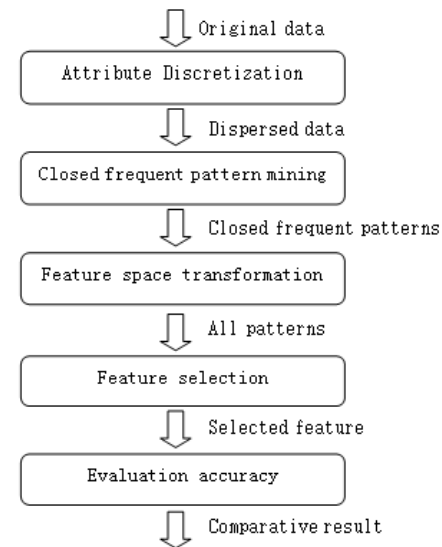 Original data
Attribute Discretization
Dispersed data
Closed frequent pattern mining
Closed frequent patterns
Feature space transformation
All patterns
Feature selection
Selected feature
Evaluation accuracy
Comparative result